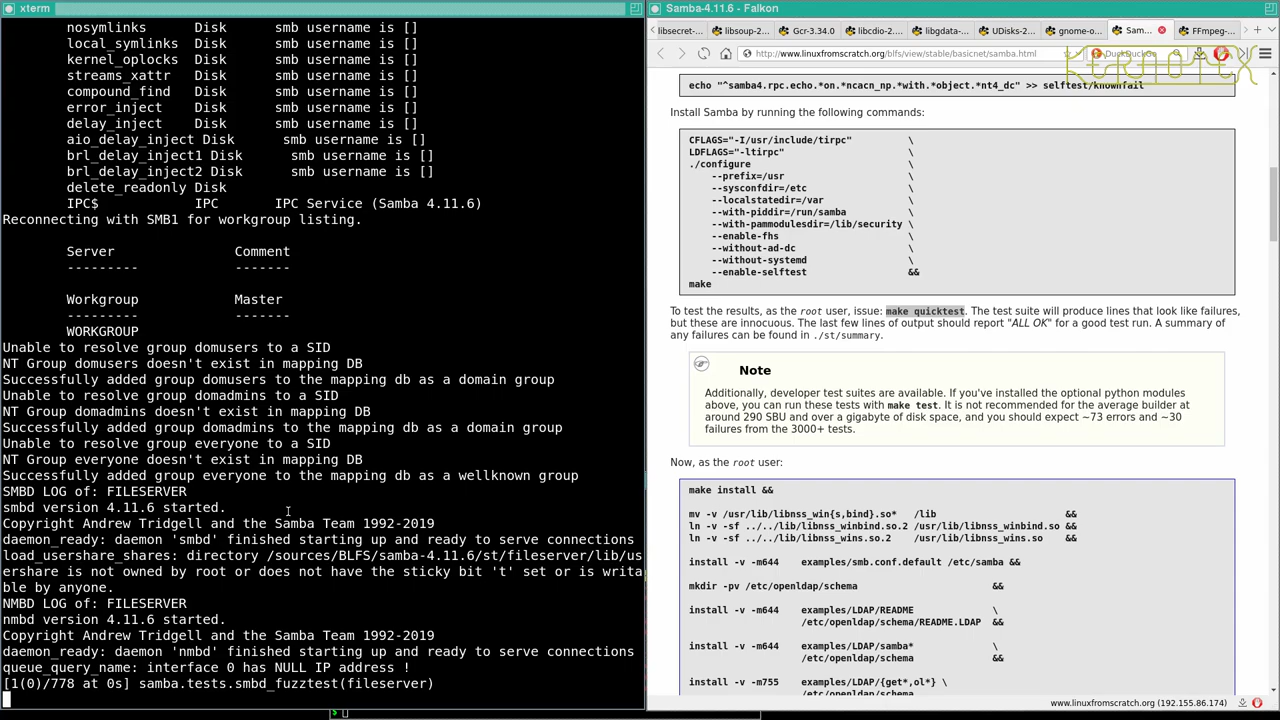 xterm
nosymlinks Disk smb username is []
local_symlinks Disk smb username is []
kernel_oplocks Disk smb username is []
streams_xattr Disk smb username is []
compound_find Disk smb username is []
error_inject Disk smb username is []
delay_inject Disk smb username is []
aio_delay_inject Disk smb username is []
brl_delay_inject1 Disk smb username is []
brl_delay_inject2 Disk smb username is []
delete_readonly Disk
IPC$ IPC IPC Service (Samba 4.11.6)
Reconnecting with SMB1 for workgroup listing.
Server Comment
--------- -------
Workgroup Master
--------- -------
WORKGROUP
Unable to resolve group domusers to a SID
NT Group domusers doesn't exist in mapping DB
Successfully added group domusers to the mapping db as a domain group
Unable to resolve group domadmins to a SID
NT Group domadmins doesn't exist in mapping DB
Successfully added group domadmins to the mapping db as a domain group
Unable to resolve group everyone to a SID
NT Group everyone doesn't exist in mapping DB
Successfully added group everyone to the mapping db as a wellknown group
SMBD LOG of: FILESERVER
smbd version 4.11.6 started.
Copyright Andrew Tridgell and the Samba Team 1992-2019
daemon_ready: daemon 'smbd' finished starting up and ready to serve connections
load_usershare_shares: directory /sources/BLFS/samba-4.11.6/st/fileserver/lib/us
ershare is not owned by root or does not have the sticky bit 't' set or is writa
ble by anyone.
NMBD LOG of: FILESERVER
nmbd version 4.11.6 started.
Copyright Andrew Tridgell and the Samba Team 1992-2019
daemon_ready: daemon 'nmbd' finished starting up and ready to serve connections
queue_query_name: interface 0 has NULL IP address !
[1(0)/778 at 0s] samba.tests.smbd_fuzztest(fileserver)
$
Samba-4.11.6 - Falkon
libsecret-... libsoup-2... Gcr-3.34.0 libcdio-2... libgdata-... UDisks-2... gnome-o... Sam... FFmpeg-...
http://www.linuxfromscratch.org/blfs/view/stable/basicnet/samba.html DuckDuckGo
KERNOTEX
echo "^samba4.rpc.echo.*on.*ncacn_np.*with.*object.*nt4_dc" >> selftest/knownfail
Install Samba by running the following commands:
CFLAGS="-I/usr/include/tirpc" \
LDFLAGS="-ltirpc" \
./configure \
--prefix=/usr \
--sysconfdir=/etc \
--localstatedir=/var \
--with-piddir=/run/samba \
--with-pammodulesdir=/lib/security \
--enable-fhs \
--without-ad-dc \
--without-systemd \
--enable-selftest &&
make
To test the results, as the root user, issue: make quicktest. The test suite will produce lines that look like failures,
but these are innocuous. The last few lines of output should report "ALL OK" for a good test run. A summary of
any failures can be found in ./st/summary.
Note
Additionally, developer test suites are available. If you've installed the optional python modules
above, you can run these tests with make test. It is not recommended for the average builder at
around 290 SBU and over a gigabyte of disk space, and you should expect ~73 errors and ~30
failures from the 3000+ tests.
Now, as the root user:
make install &&
mv -v /usr/lib/libnss_win{s,bind}.so* /lib &&
ln -v -sf ../../lib/libnss_winbind.so.2 /usr/lib/libnss_winbind.so &&
ln -v -sf ../../lib/libnss_wins.so.2 /usr/lib/libnss_wins.so &&
install -v -m644 examples/smb.conf.default /etc/samba &&
mkdir -pv /etc/openldap/schema &&
install -v -m644 examples/LDAP/README \
/etc/openldap/schema/README.LDAP &&
install -v -m644 examples/LDAP/samba* \
/etc/openldap/schema &&
install -v -m755 examples/LDAP/{get*,ol*} \
/etc/openldap/schema
www.linuxfromscratch.org (192.155.86.174)